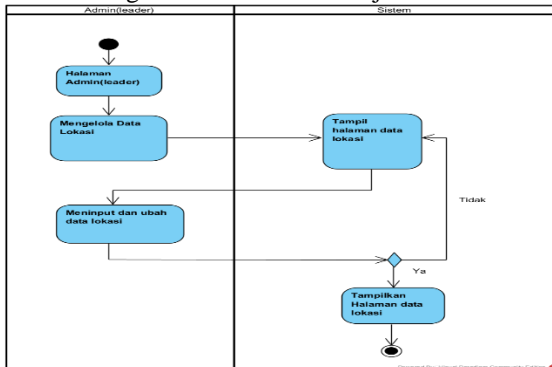 Admin(leader)
Sistem
Halaman
Admin(leader)
Mengelola Data
Lokasi
Tampil
halaman data
lokasi
Meninput dan ubah
data lokasi
Tidak
Ya
Tampilkan
Halaman data
lokasi